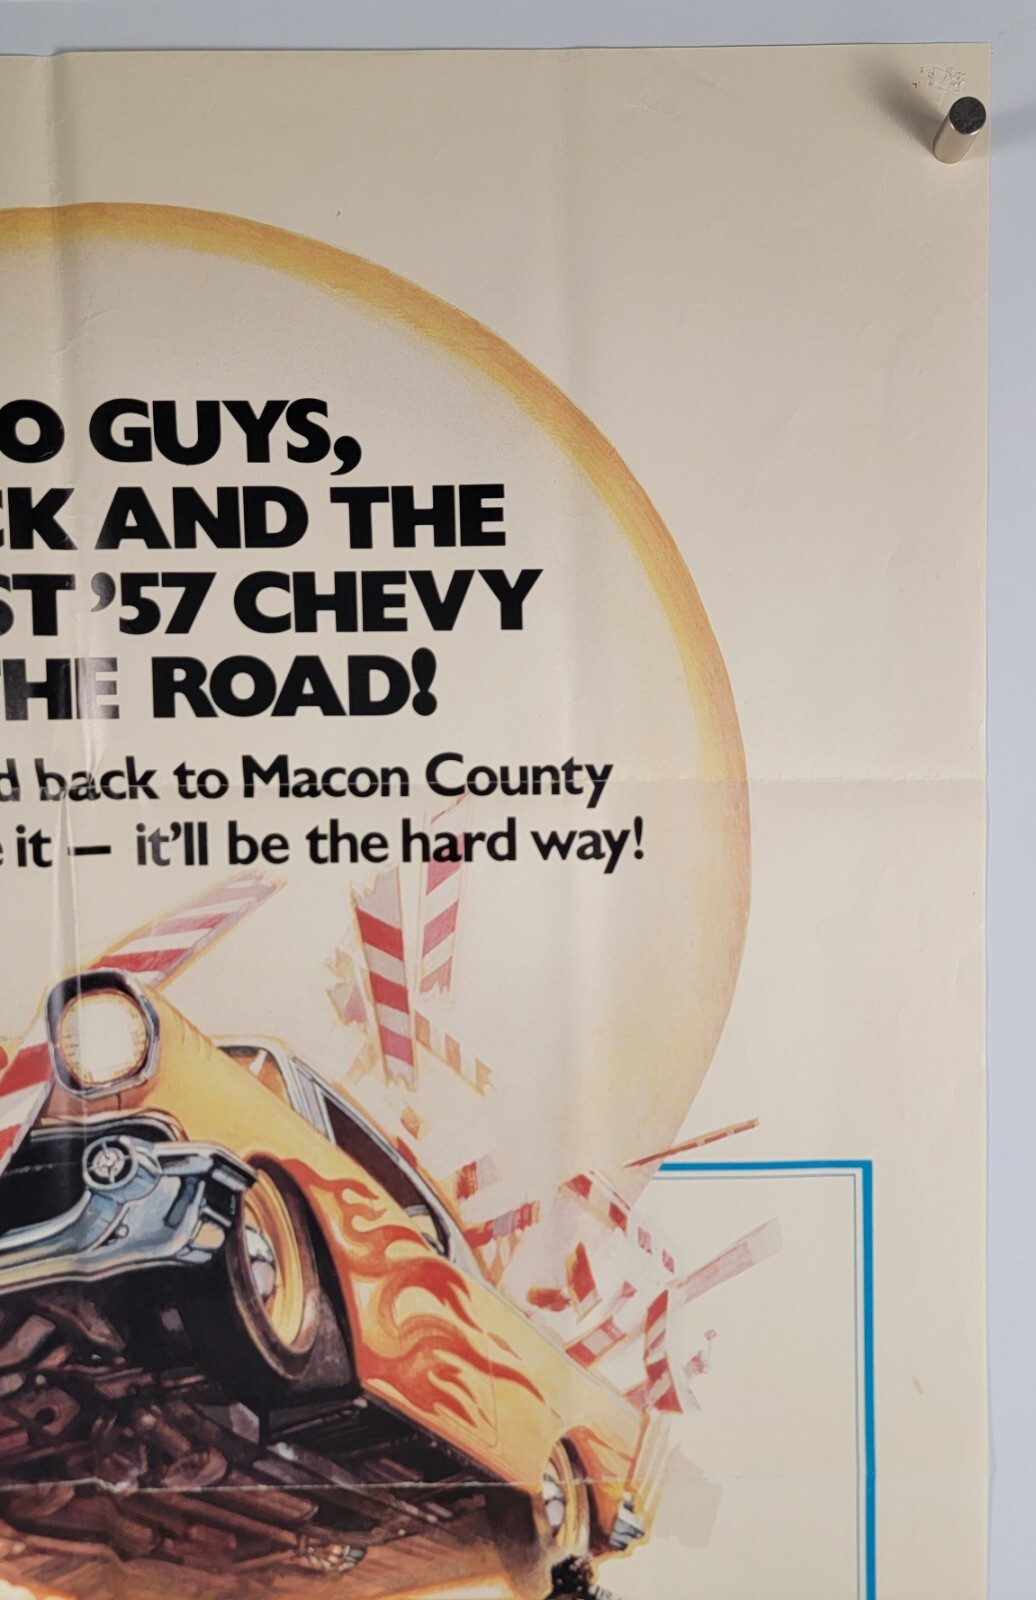 O GUYS,
CK AND THE
ST '57 CHEVY
THE ROAD!
d back to Macon County
e it — it'll be the hard way!